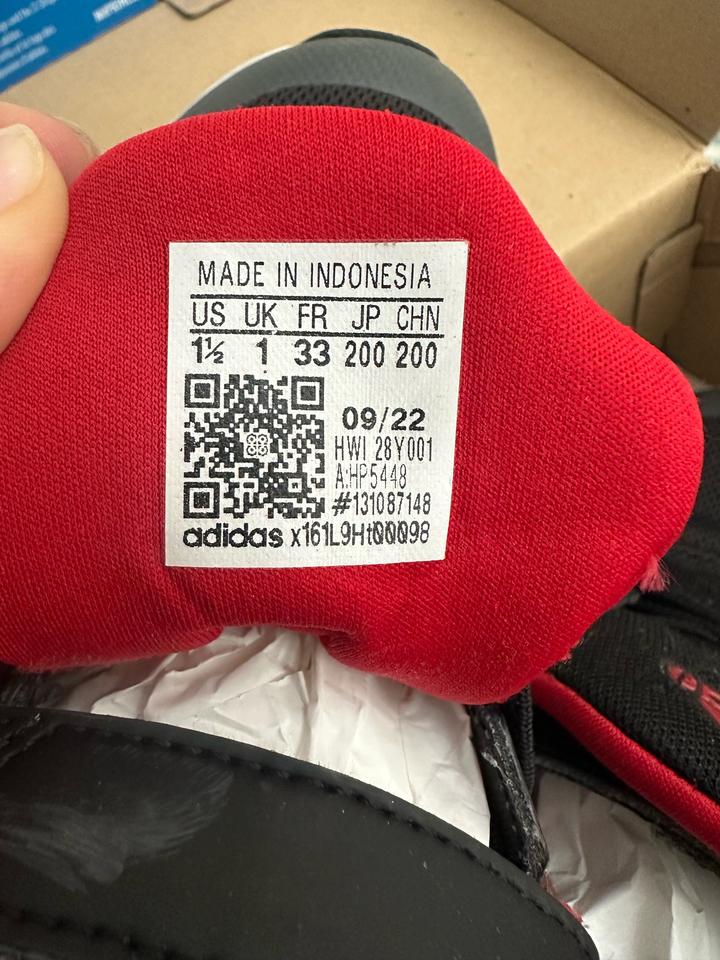 MADE IN INDONESIA
US UK FR JP CHN
1½ 1 33 200 200
09/22
HWI 28Y001
A:HP5448
#131087148
adidas x161L9Ht00098